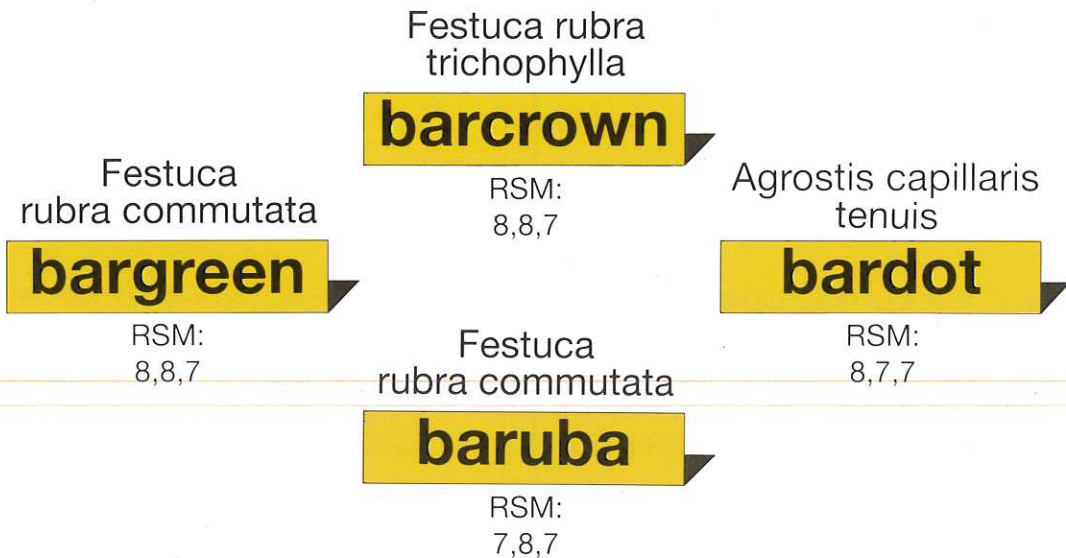 Festuca rubra
trichophylla
barcrown
RSM:
8,8,7
Festuca
rubra commutata
bargreen
RSM:
8,8,7
Agrostis capillaris
tenuis
bardot
RSM:
8,7,7
Festuca
rubra commutata
baruba
RSM:
7,8,7